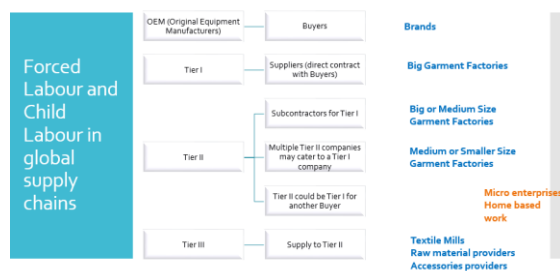 Forced
Labour and
Child
Labour in
global
supply
chains
OEM (Original Equipment
Manufacturers)
Buyers
Brands
Tier I
Suppliers (direct contract
with Buyers)
Big Garment Factories
Tier II
Subcontractors for Tier I
Big or Medium Size
Garment Factories
Multiple Tier II companies
may cater to a Tier I
company
Medium or Smaller Size
Garment Factories
Tier II could be Tier I for
another Buyer
Micro enterprises
Home based
work
Tier III
Supply to Tier II
Textile Mills
Raw material providers
Accessories providers